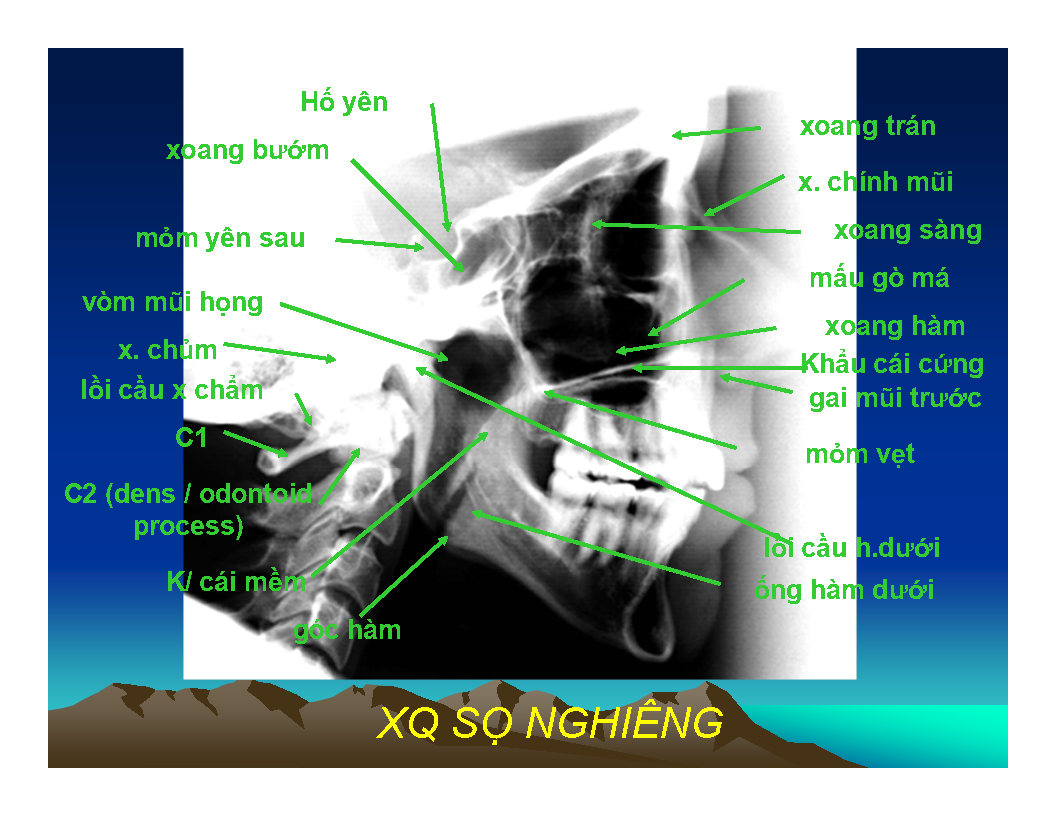 Hố yên
xoang bướm
mỏm yên sau
vòm mũi họng
x. chủm
lồi cầu x chẩm
C1
C2 (dens / odontoid
process)
K/ cái mềm
góc hàm
xoang trán
x. chính mũi
xoang sàng
mấu gò má
xoang hàm
Khẩu cái cứng
gai mũi trước
mỏm vẹt
lồi cầu h.dưới
ống hàm dưới
XQ SỌ NGHIÊNG